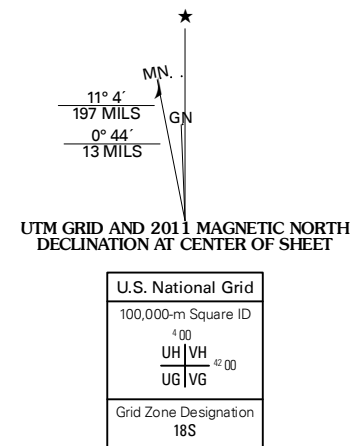 ★
MN
11° 4´
197 MILS
GN
0° 44´
13 MILS
UTM GRID AND 2011 MAGNETIC NORTH
DECLINATION AT CENTER OF SHEET
U.S. National Grid
100,000-m Square ID
4 00
UH VH
42 00
UG VG
Grid Zone Designation
18S